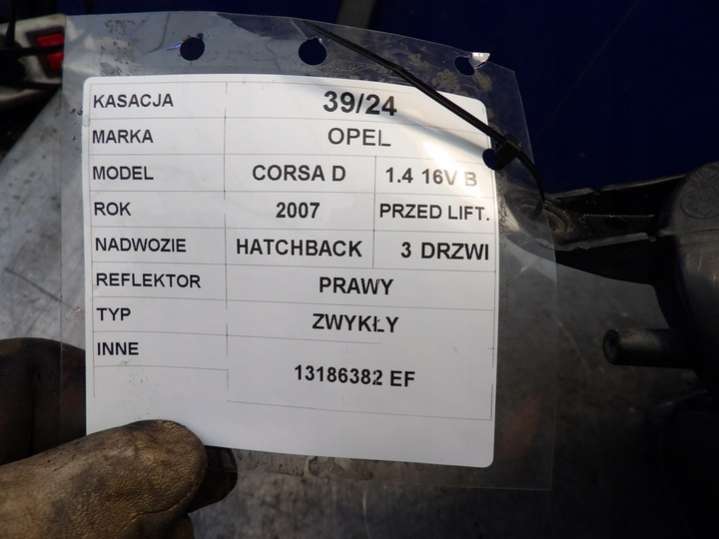 KASACJA 39/24
MARKA OPEL
MODEL CORSA D 1.4 16V B
ROK 2007 PRZED LIFT.
NADWOZIE HATCHBACK 3 DRZWI
REFLEKTOR PRAWY
TYP ZWYKŁY
INNE
13186382 EF